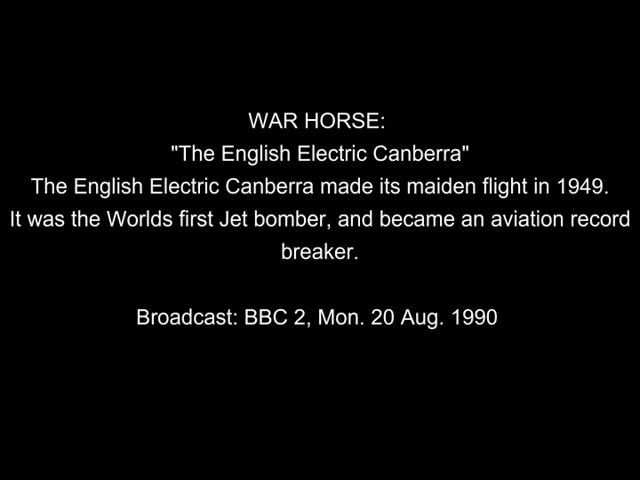 WAR HORSE:
"The English Electric Canberra"
The English Electric Canberra made its maiden flight in 1949.
It was the Worlds first Jet bomber, and became an aviation record
breaker.
Broadcast: BBC 2, Mon. 20 Aug. 1990